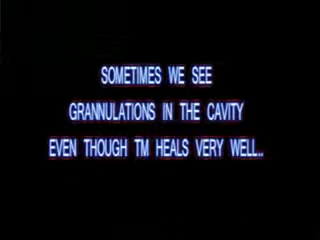 SOMETIMES WE SEE
GRANNULATIONS IN THE CAVITY
EVEN THOUGH TM HEALS VERY WELL..